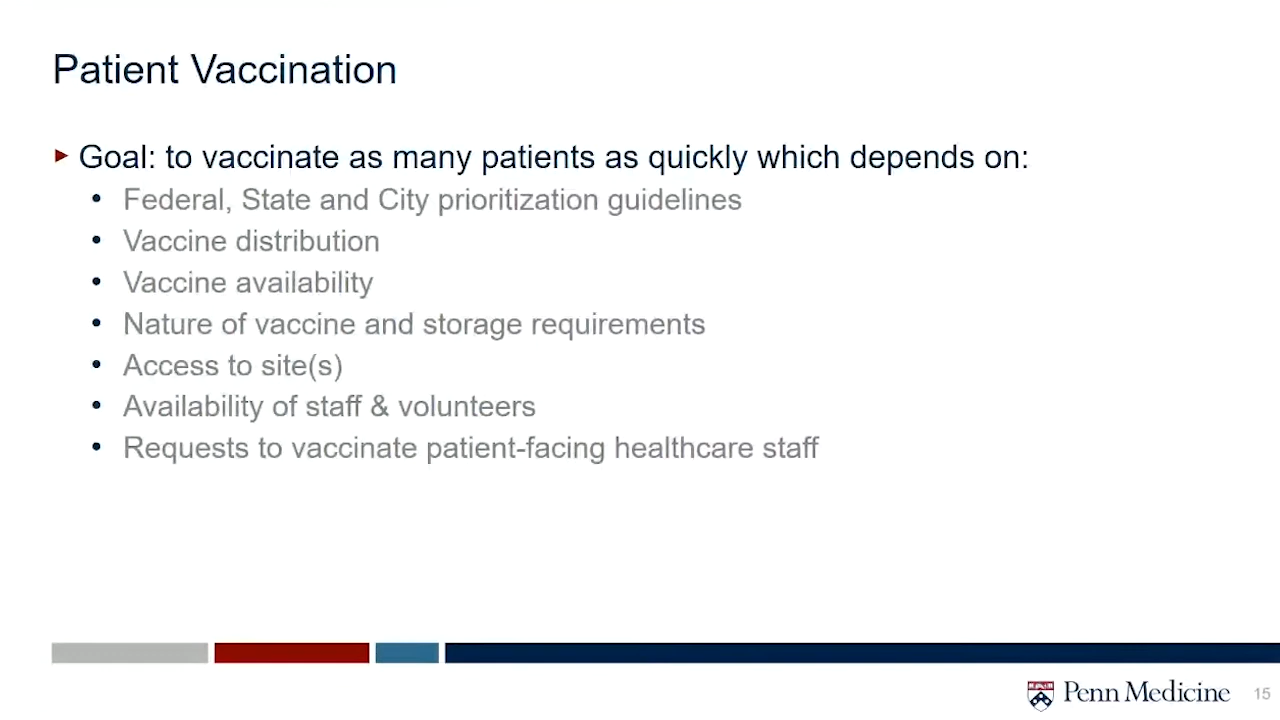 Patient Vaccination
Goal: to vaccinate as many patients as quickly which depends on:
• Federal, State and City prioritization guidelines
• Vaccine distribution
• Vaccine availability
• Nature of vaccine and storage requirements
• Access to site(s)
• Availability of staff & volunteers
• Requests to vaccinate patient-facing healthcare staff
Penn Medicine
15